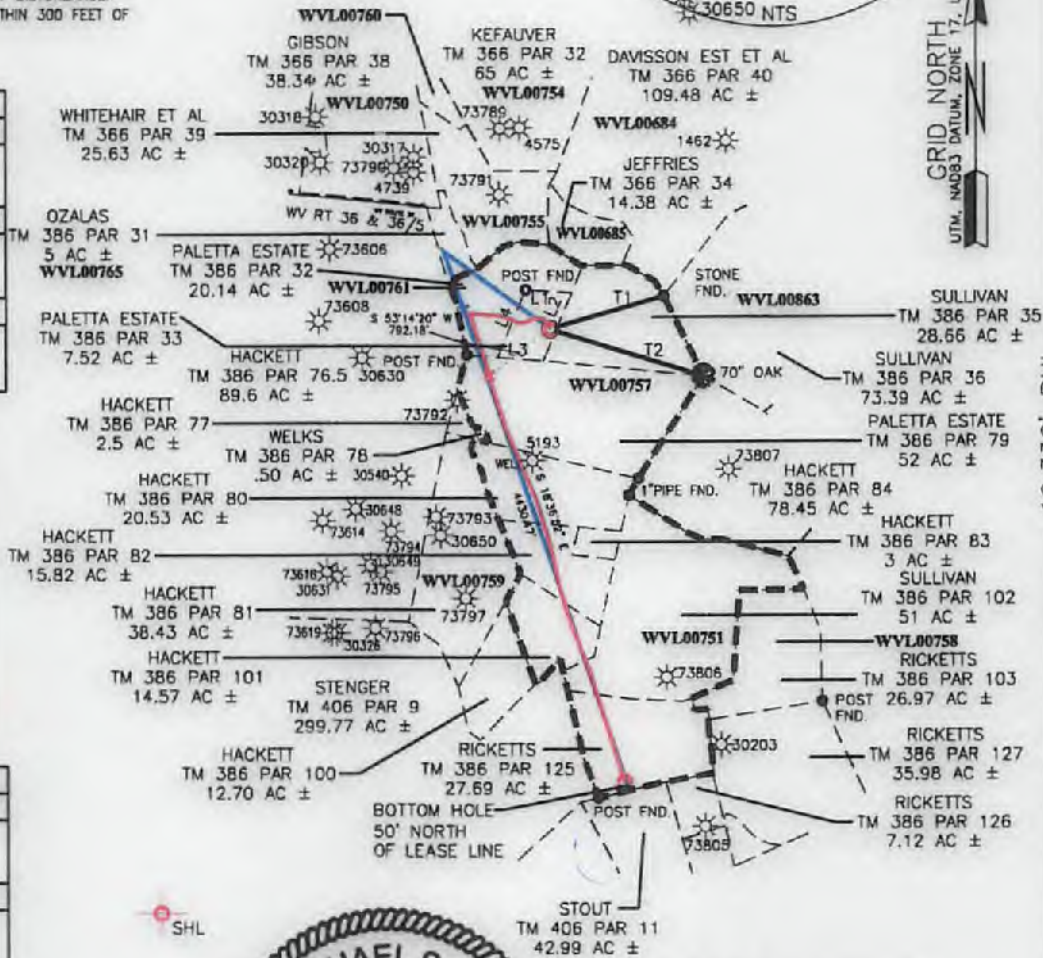 THIN 300 FEET OF
WVL00760
GIBSON
TM 366 PAR 38
38.34 AC ±
KEFAUVER
TM 366 PAR 32
65 AC ±
30650 NTS
DAVISSON EST ET AL
TM 366 PAR 40
109.48 AC ±
GRID NORTH
UTM, NAD83 DATUM, ZONE 17,
WVL00750
WVL00754
WVL00684
WHITEHAIR ET AL
TM 366 PAR 39
25.63 AC ±
30318
30320
30317
4739
73789
4575
1462
73791
JEFFRIES
TM 366 PAR 34
14.38 AC ±
WV RT 36 & 36/5
WVL00755
WVL00685
OZALAS
TM 386 PAR 31
5 AC ±
WVL00765
PALETTA ESTATE
TM 386 PAR 32
20.14 AC ±
73606
WVL00761
POST FND.
STONE
FND.
WVL00863
T1
T2
L3
S 53°14'20" W
792.18'
73608
SULLIVAN
TM 386 PAR 35
28.66 AC ±
PALETTA ESTATE
TM 386 PAR 33
7.52 AC ±
HACKETT
TM 386 PAR 76.5
89.6 AC ±
30630
POST FND.
WVL00757
70" OAK
SULLIVAN
TM 386 PAR 36
73.39 AC ±
HACKETT
TM 386 PAR 77
2.5 AC ±
73792
PALETTA ESTATE
TM 386 PAR 79
52 AC ±
WELKS
TM 386 PAR 78
.50 AC ±
30540
5193
73807
1" PIPE FND.
HACKETT
TM 386 PAR 84
78.45 AC ±
HACKETT
TM 386 PAR 80
20.53 AC ±
30648
73614
73794
73793
30650
HACKETT
TM 386 PAR 83
3 AC ±
HACKETT
TM 386 PAR 82
15.82 AC ±
30649
30631
73795
WVL00759
73797
SULLIVAN
TM 386 PAR 102
51 AC ±
HACKETT
TM 386 PAR 81
38.43 AC ±
73619
30326
73796
WVL00751
WVL00758
73806
HACKETT
TM 386 PAR 101
14.57 AC ±
STENGER
TM 406 PAR 9
299.77 AC ±
RICKETTS
TM 386 PAR 103
26.97 AC ±
POST
FND.
30203
HACKETT
TM 386 PAR 100
12.70 AC ±
RICKETTS
TM 386 PAR 125
27.69 AC ±
RICKETTS
TM 386 PAR 127
35.98 AC ±
BOTTOM HOLE
50' NORTH
OF LEASE LINE
POST FND.
73805
RICKETTS
TM 386 PAR 126
7.12 AC ±
STOUT
TM 406 PAR 11
42.99 AC ±
SHL